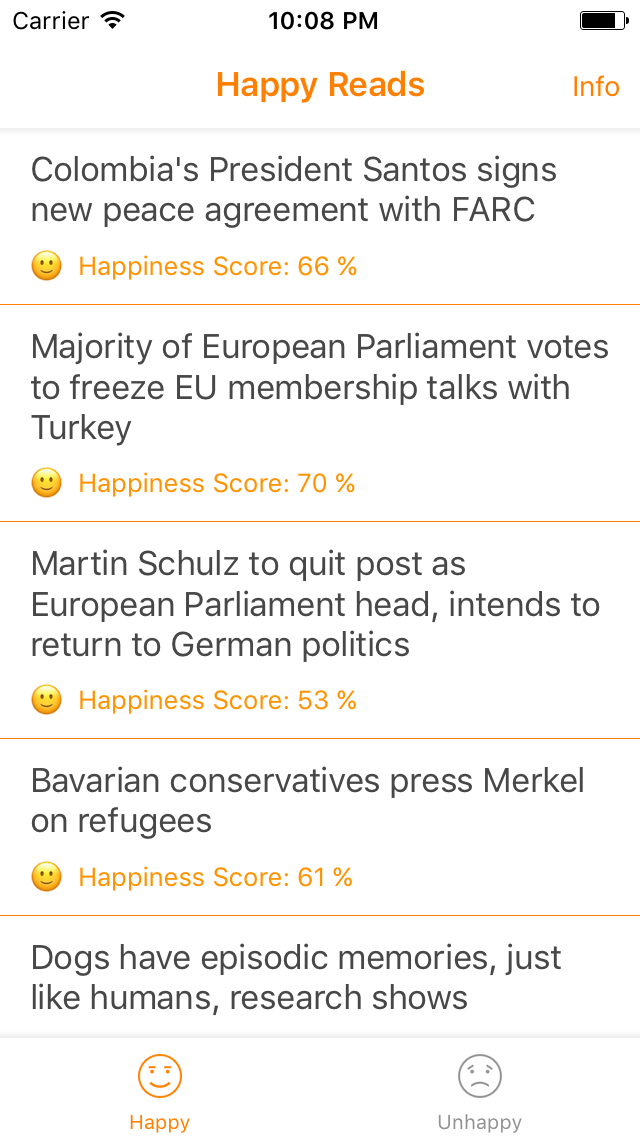 Carrier 10:08 PM
Happy Reads Info
Colombia's President Santos signs
new peace agreement with FARC
Happiness Score: 66 %
Majority of European Parliament votes
to freeze EU membership talks with
Turkey
Happiness Score: 70 %
Martin Schulz to quit post as
European Parliament head, intends to
return to German politics
Happiness Score: 53 %
Bavarian conservatives press Merkel
on refugees
Happiness Score: 61 %
Dogs have episodic memories, just
like humans, research shows
Happy Unhappy